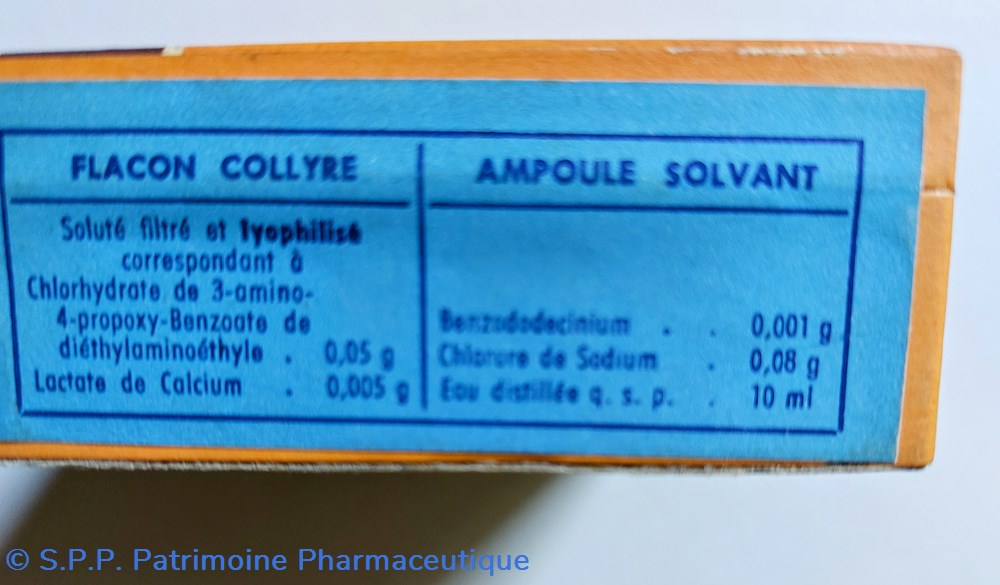 FLACON COLLYRE
Soluté filtré et lyophilisé
correspondant à
Chlorhydrate de 3-amino-
4-propoxy-Benzoate de
diéthylaminoéthyle . 0,05 g
Lactate de Calcium . 0,005 g
AMPOULE SOLVANT
Benzododecinium . . 0,001 g
Chlorure de Sodium . 0,08 g
Eau distillée q. s. p. . 10 ml
© S.P.P. Patrimoine Pharmaceutique